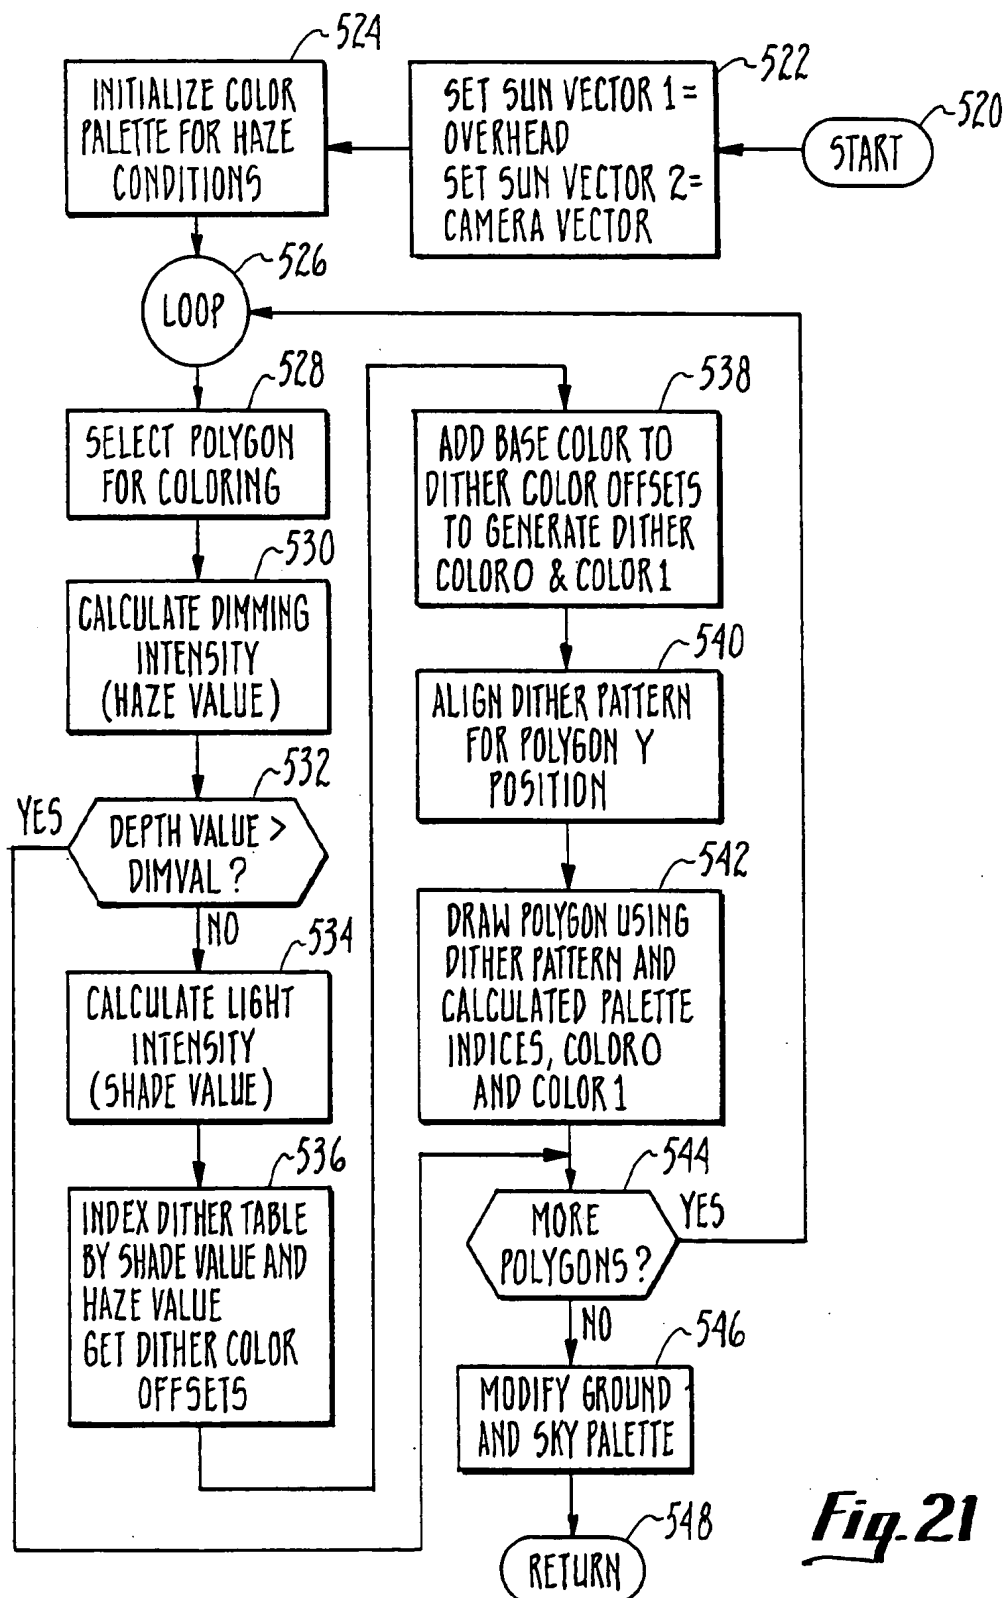 520
START
522
SET SUN VECTOR 1 =
OVERHEAD
SET SUN VECTOR 2 =
CAMERA VECTOR
524
INITIALIZE COLOR
PALETTE FOR HAZE
CONDITIONS
526
LOOP
528
SELECT POLYGON
FOR COLORING
530
CALCULATE DIMMING
INTENSITY
(HAZE VALUE)
532
DEPTH VALUE >
DIMVAL ?
YES
NO
534
CALCULATE LIGHT
INTENSITY
(SHADE VALUE)
536
INDEX DITHER TABLE
BY SHADE VALUE AND
HAZE VALUE
GET DITHER COLOR
OFFSETS
538
ADD BASE COLOR TO
DITHER COLOR OFFSETS
TO GENERATE DITHER
COLOR0 & COLOR 1
540
ALIGN DITHER PATTERN
FOR POLYGON Y
POSITION
542
DRAW POLYGON USING
DITHER PATTERN AND
CALCULATED PALETTE
INDICES, COLOR0
AND COLOR 1
544
MORE
POLYGONS ?
YES
NO
546
MODIFY GROUND
AND SKY PALETTE
548
RETURN
Fig. 21